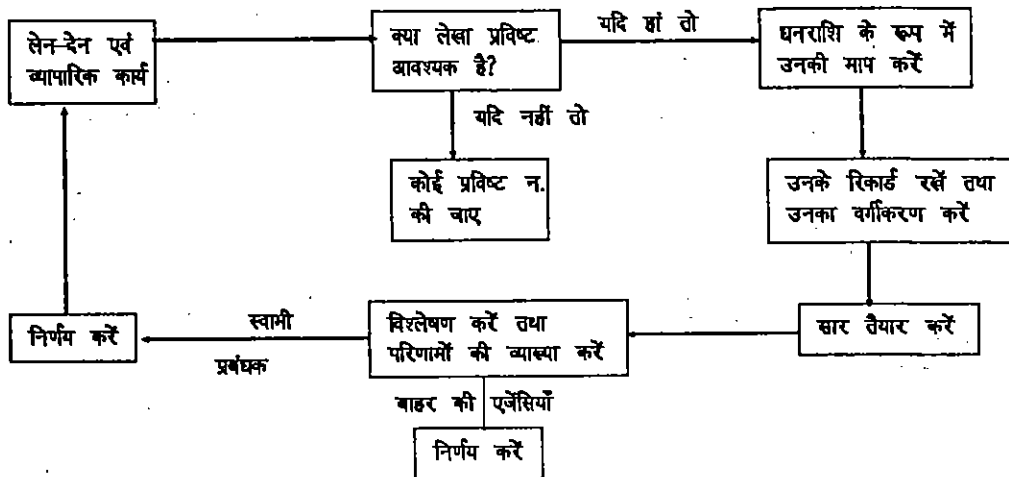 लेन-देन एवं
व्यापारिक कार्य
क्या लेखा प्रविष्ट
आवश्यक है?
यदि हां तो
धनराशि के रूप में
उनकी माप करें
यदि नहीं तो
कोई प्रविष्ट न.
की जाए
उनके रिकार्ड रखें तथा
उनका वर्गीकरण करें
सार तैयार करें
विश्लेषण करें तथा
परिणामों की व्याख्या करें
स्वामी
प्रबंधक
निर्णय करें
बाहर की एजेंसियाँ
निर्णय करें